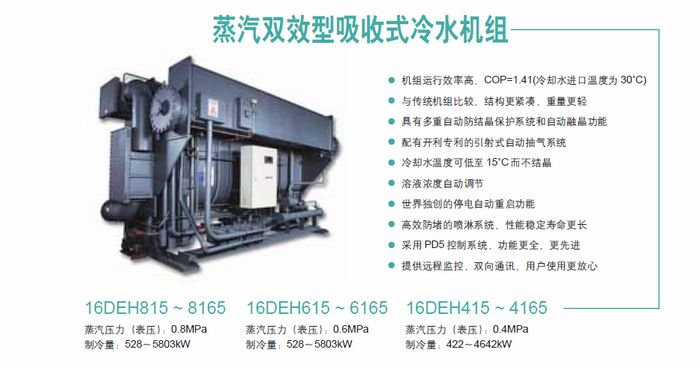 蒸汽双效型吸收式冷水机组
机组运行效率高，COP=1.41(冷却水进口温度为 30°C)
与传统机组比较，结构更紧凑，重量更轻
具有多重自动防结晶保护系统和自动融晶功能
配有开利专利的引射式自动抽气系统
冷却水温度可低至 15°C 而不结晶
溶液浓度自动调节
世界独创的停电自动重启功能
高效防堵的喷淋系统，性能稳定寿命长
采用 PD5 控制系统，功能更全，更先进
提供远程监控，双向通讯，用户使用更放心
16DEH815 ~ 8165
蒸汽压力（表压）: 0.8MPa
制冷量：528~5803kW
16DEH615 ~ 6165
蒸汽压力（表压）: 0.6MPa
制冷量：528~5803kW
16DEH415 ~ 4165
蒸汽压力（表压）: 0.4MPa
制冷量：422~4642kW